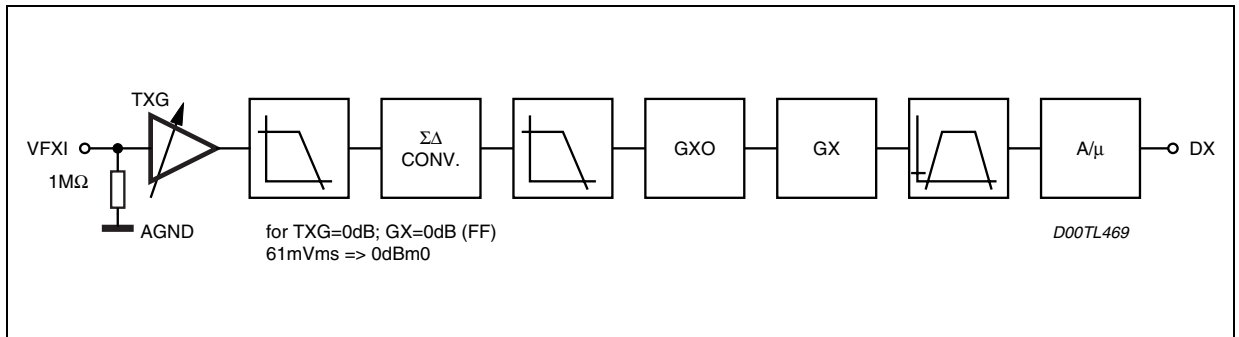 TXG
VFXI
1MΩ
AGND
ΣΔ
CONV.
GXO
GX
A/μ
DX
for TXG=0dB; GX=0dB (FF)
61mVms => 0dBm0
D00TL469